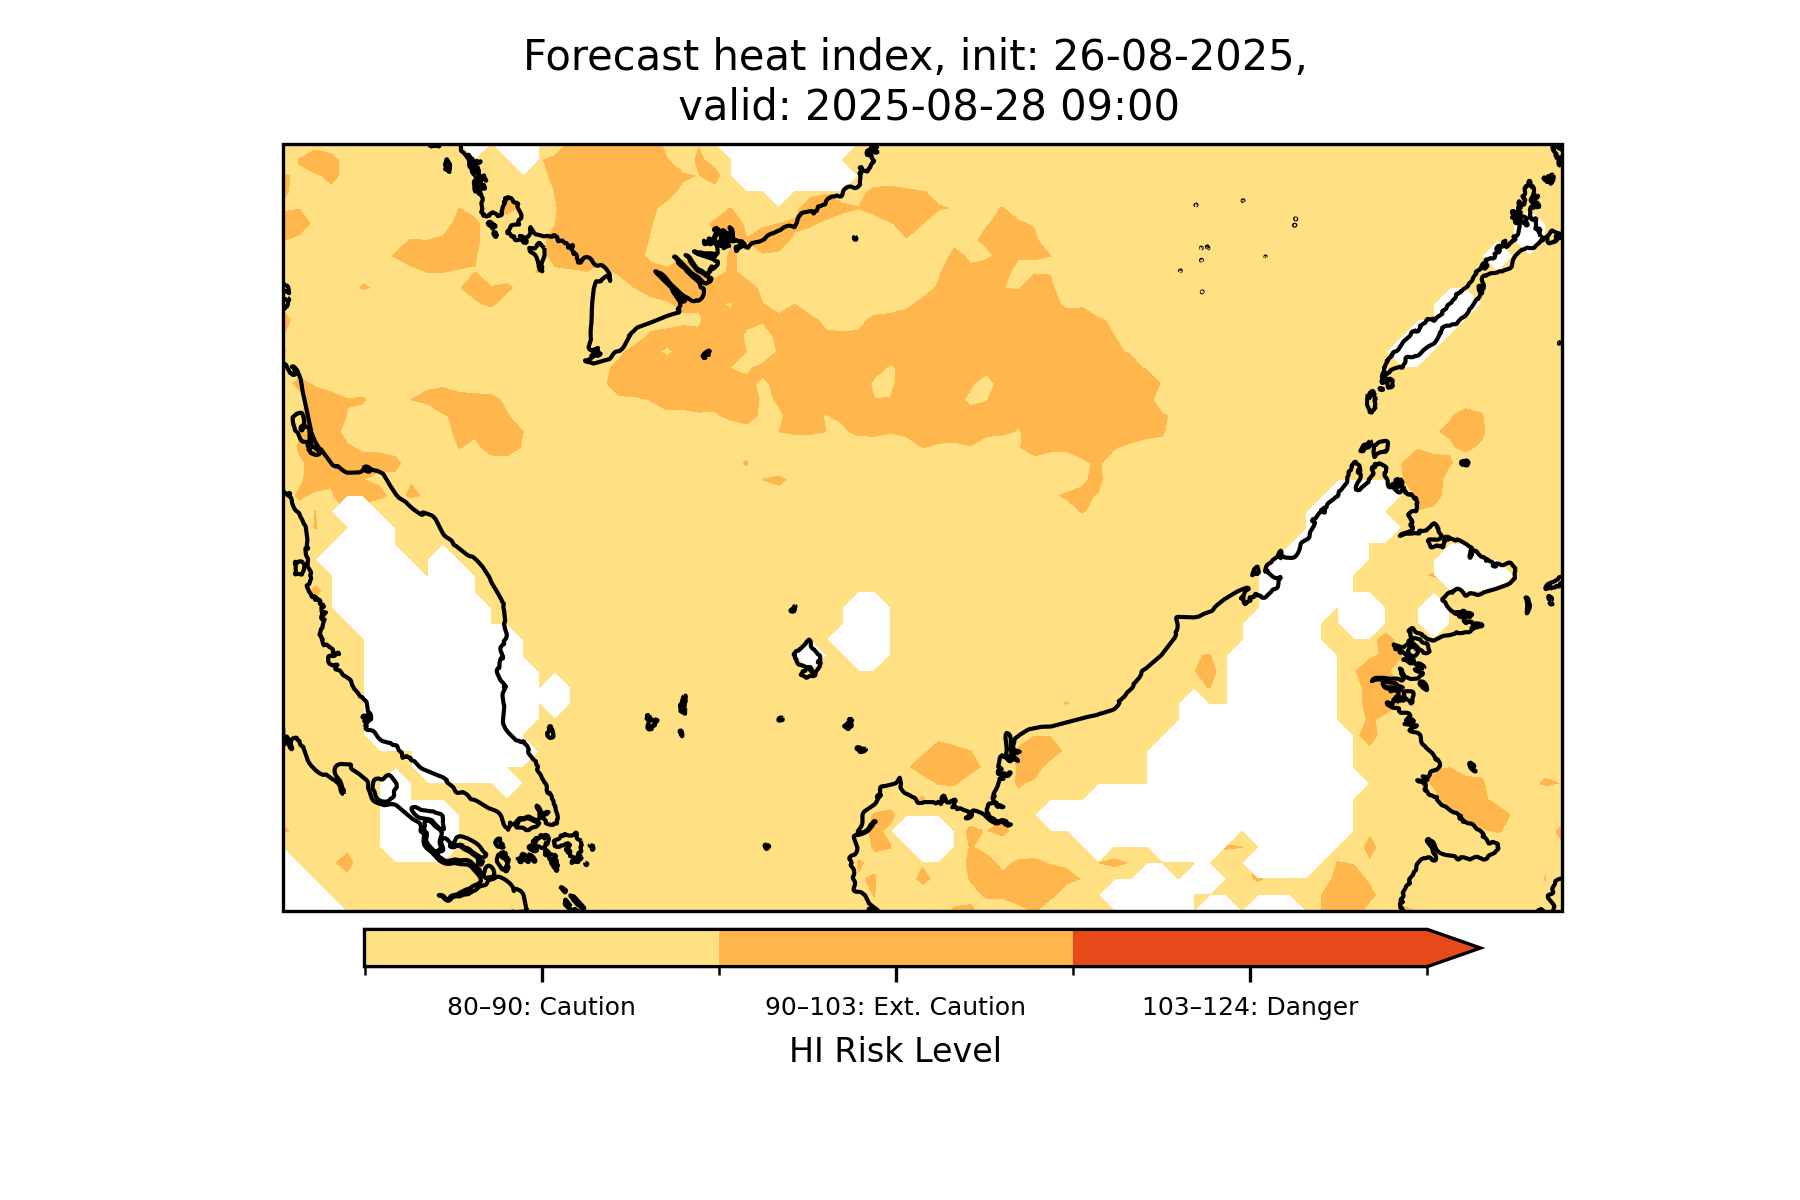 Forecast heat index, init: 26-08-2025,
valid: 2025-08-28 09:00
80–90: Caution
90–103: Ext. Caution
103–124: Danger
HI Risk Level